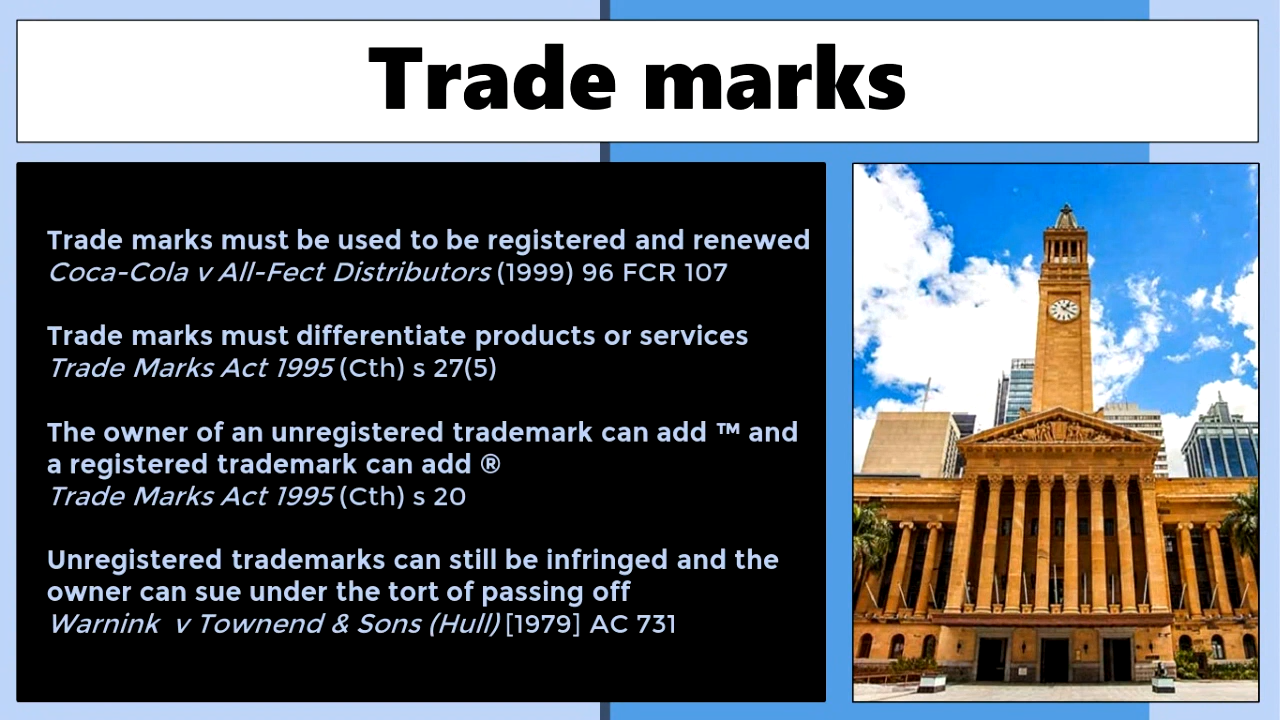 Trade marks
Trade marks must be used to be registered and renewed
Coca-Cola v All-Fect Distributors (1999) 96 FCR 107
Trade marks must differentiate products or services
Trade Marks Act 1995 (Cth) s 27(5)
The owner of an unregistered trademark can add ™ and
a registered trademark can add ®
Trade Marks Act 1995 (Cth) s 20
Unregistered trademarks can still be infringed and the
owner can sue under the tort of passing off
Warnink v Townend & Sons (Hull) [1979] AC 731